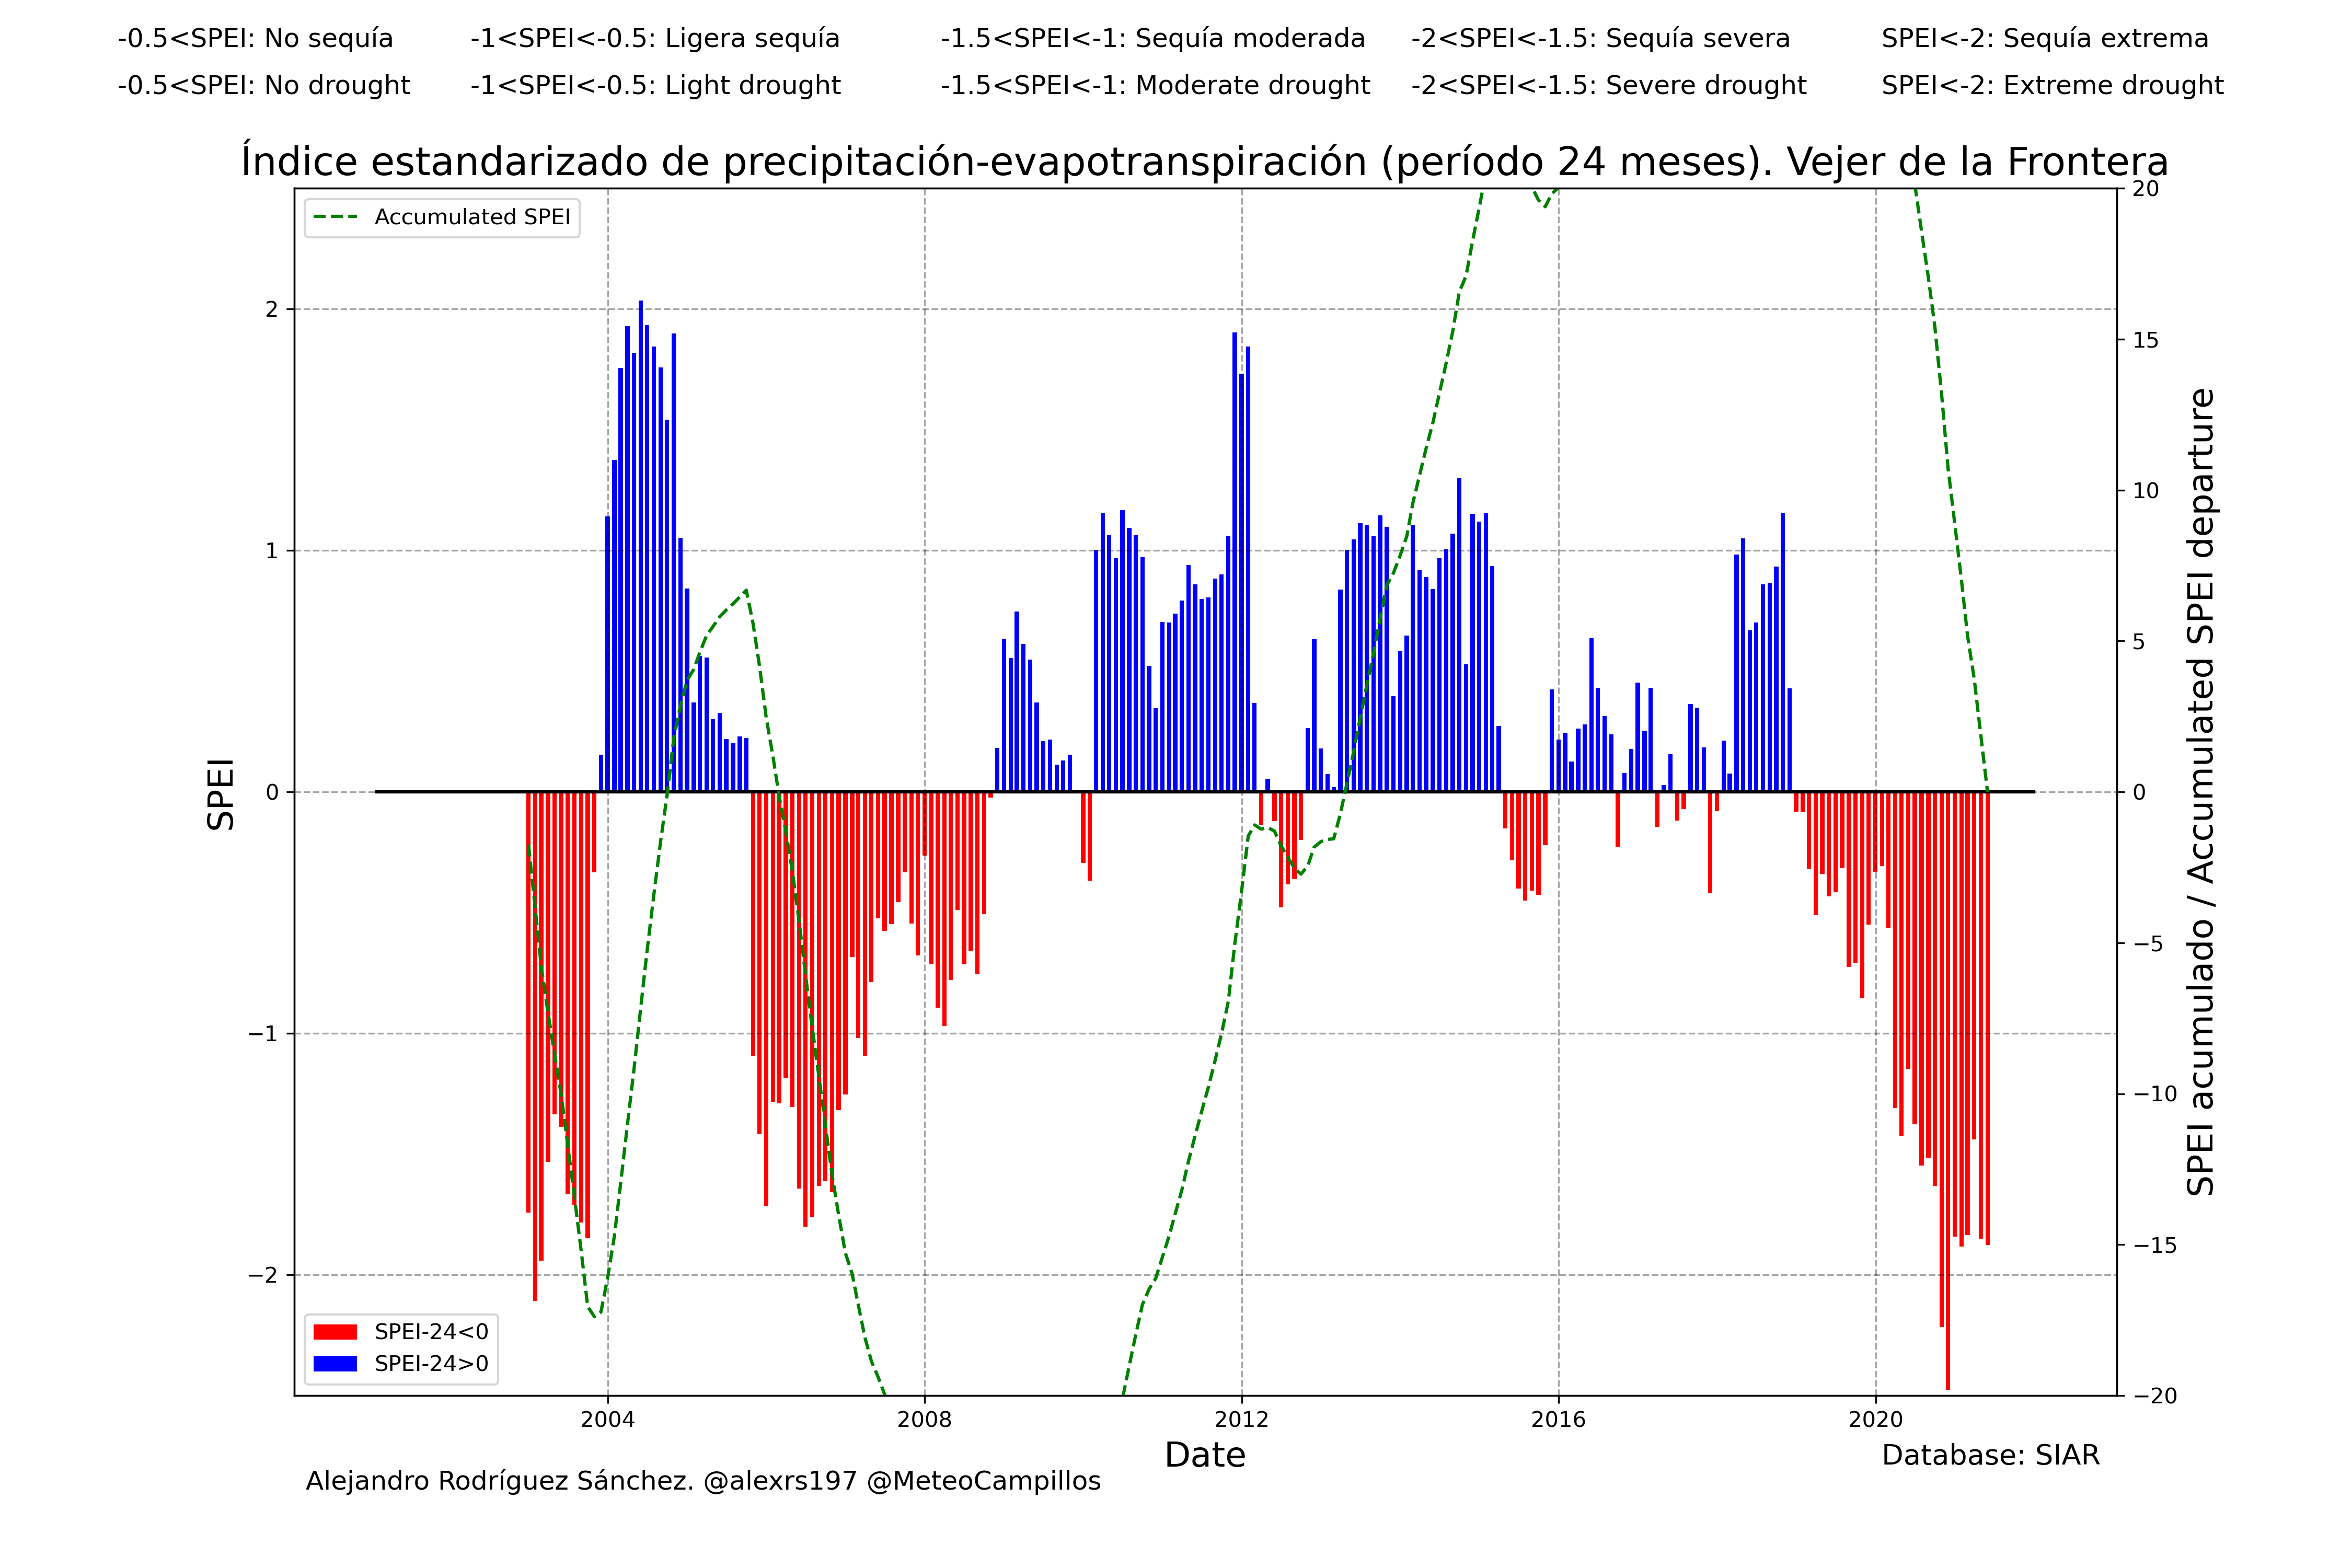 -0.5<SPEI: No sequía -1<SPEI<-0.5: Ligera sequía -1.5<SPEI<-1: Sequía moderada -2<SPEI<-1.5: Sequía severa SPEI<-2: Sequía extrema
-0.5<SPEI: No drought -1<SPEI<-0.5: Light drought -1.5<SPEI<-1: Moderate drought -2<SPEI<-1.5: Severe drought SPEI<-2: Extreme drought
Índice estandarizado de precipitación-evapotranspiración (período 24 meses). Vejer de la Frontera
Accumulated SPEI
SPEI
2
1
0
−1
−2
20
15
10
5
0
−5
−10
−15
−20
SPEI acumulado / Accumulated SPEI departure
SPEI-24<0
SPEI-24>0
2004 2008 2012 2016 2020
Date
Database: SIAR
Alejandro Rodríguez Sánchez. @alexrs197 @MeteoCampillos